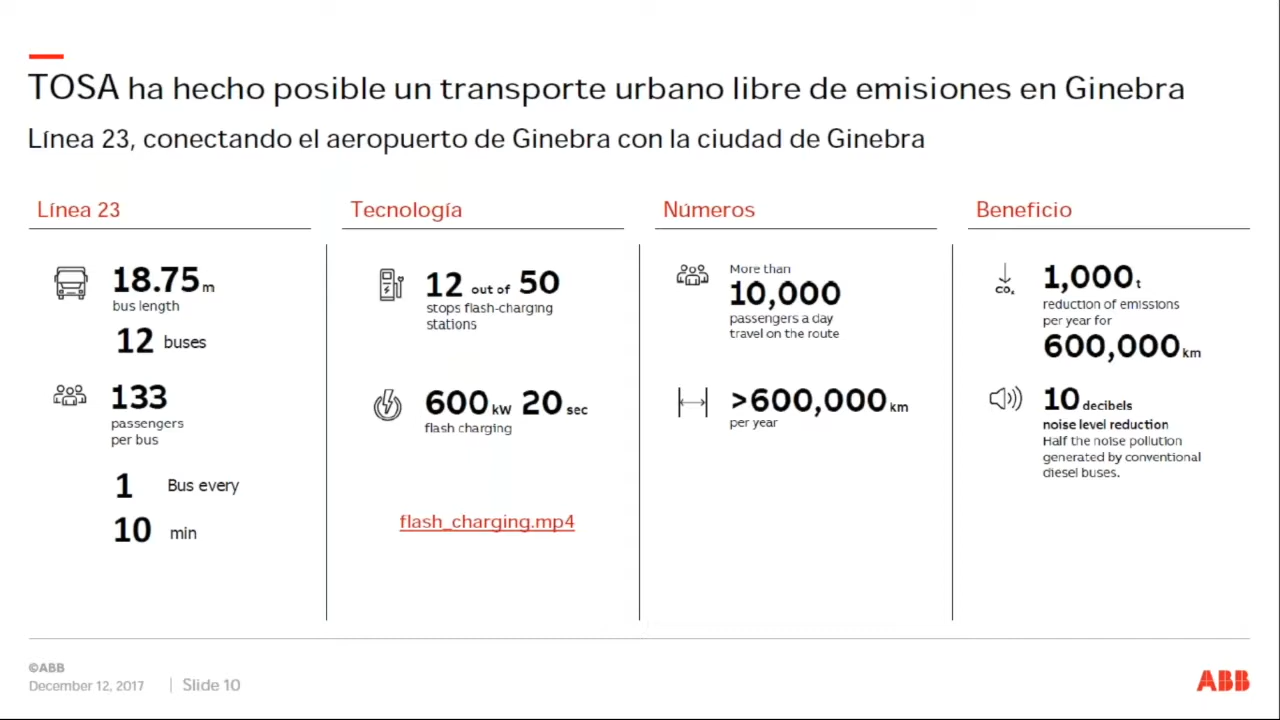 TOSA ha hecho posible un transporte urbano libre de emisiones en Ginebra
Línea 23, conectando el aeropuerto de Ginebra con la ciudad de Ginebra
Línea 23
18.75 m
bus length
12 buses
133
passengers
per bus
1 Bus every
10 min
Tecnología
12 out of 50
stops flash-charging
stations
600 kW 20 sec
flash charging
flash_charging.mp4
Números
More than
10,000
passengers a day
travel on the route
>600,000 km
per year
Beneficio
CO₂
1,000 t
reduction of emissions
per year for
600,000 km
10 decibels
noise level reduction
Half the noise pollution
generated by conventional
diesel buses.
©ABB
December 12, 2017 | Slide 10
ABB